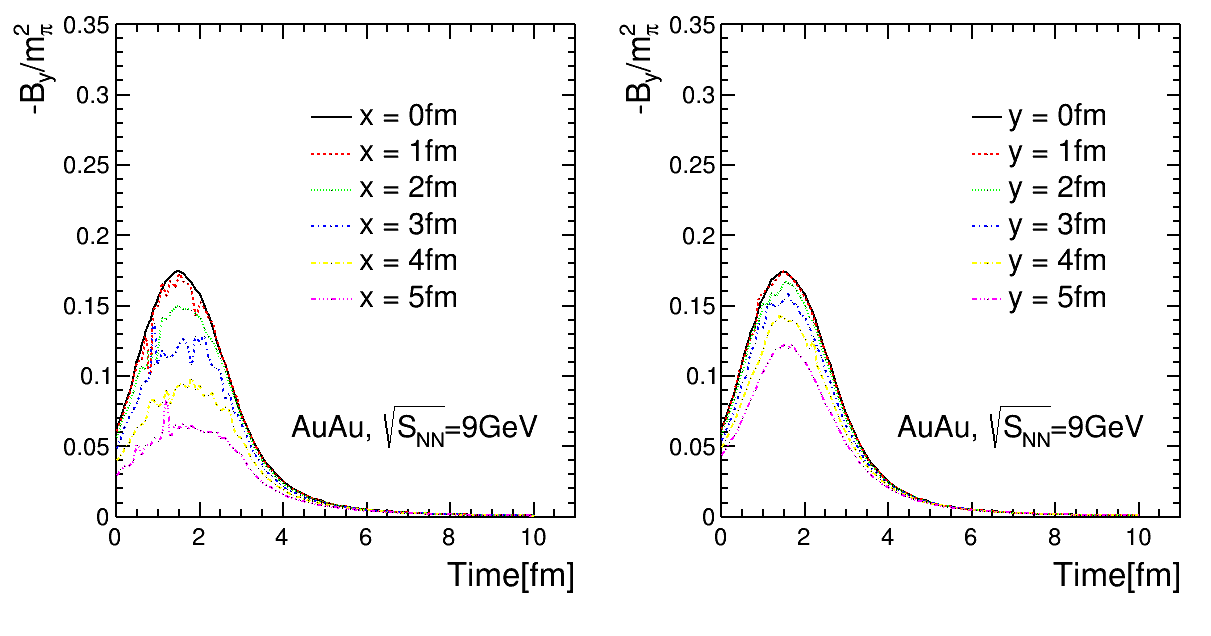 -B_y/m_π^2
0.35
0.3
0.25
0.2
0.15
0.1
0.05
0
x = 0fm
x = 1fm
x = 2fm
x = 3fm
x = 4fm
x = 5fm
AuAu, √S_NN=9GeV
0 2 4 6 8 10
Time[fm]
-B_y/m_π^2
0.35
0.3
0.25
0.2
0.15
0.1
0.05
0
y = 0fm
y = 1fm
y = 2fm
y = 3fm
y = 4fm
y = 5fm
AuAu, √S_NN=9GeV
0 2 4 6 8 10
Time[fm]